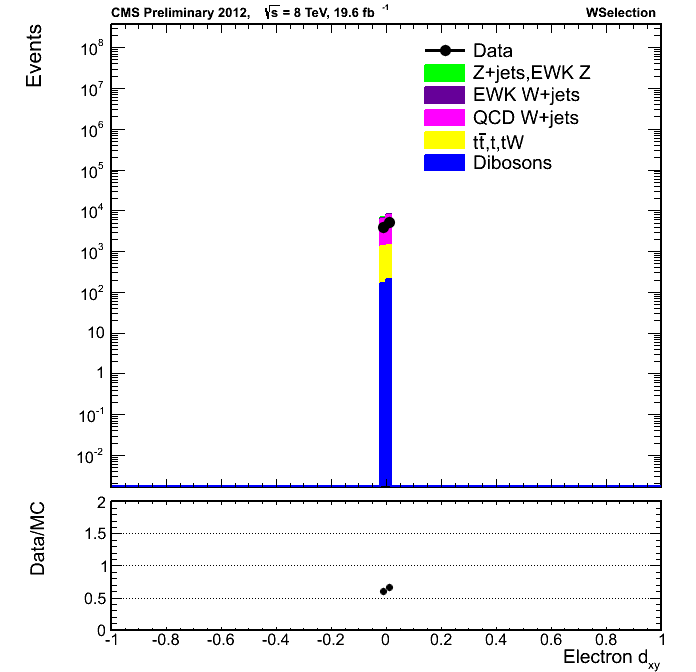 CMS Preliminary 2012, √s = 8 TeV, 19.6 fb⁻¹ WSelection
Events
10⁸
10⁷
10⁶
10⁵
10⁴
10³
10²
10
1
10⁻¹
10⁻²
Data
Z+jets,EWK Z
EWK W+jets
QCD W+jets
tt̄,t,tW
Dibosons
Data/MC
2
1.5
1
0.5
0
-1 -0.8 -0.6 -0.4 -0.2 0 0.2 0.4 0.6 0.8 1
Electron d_xy